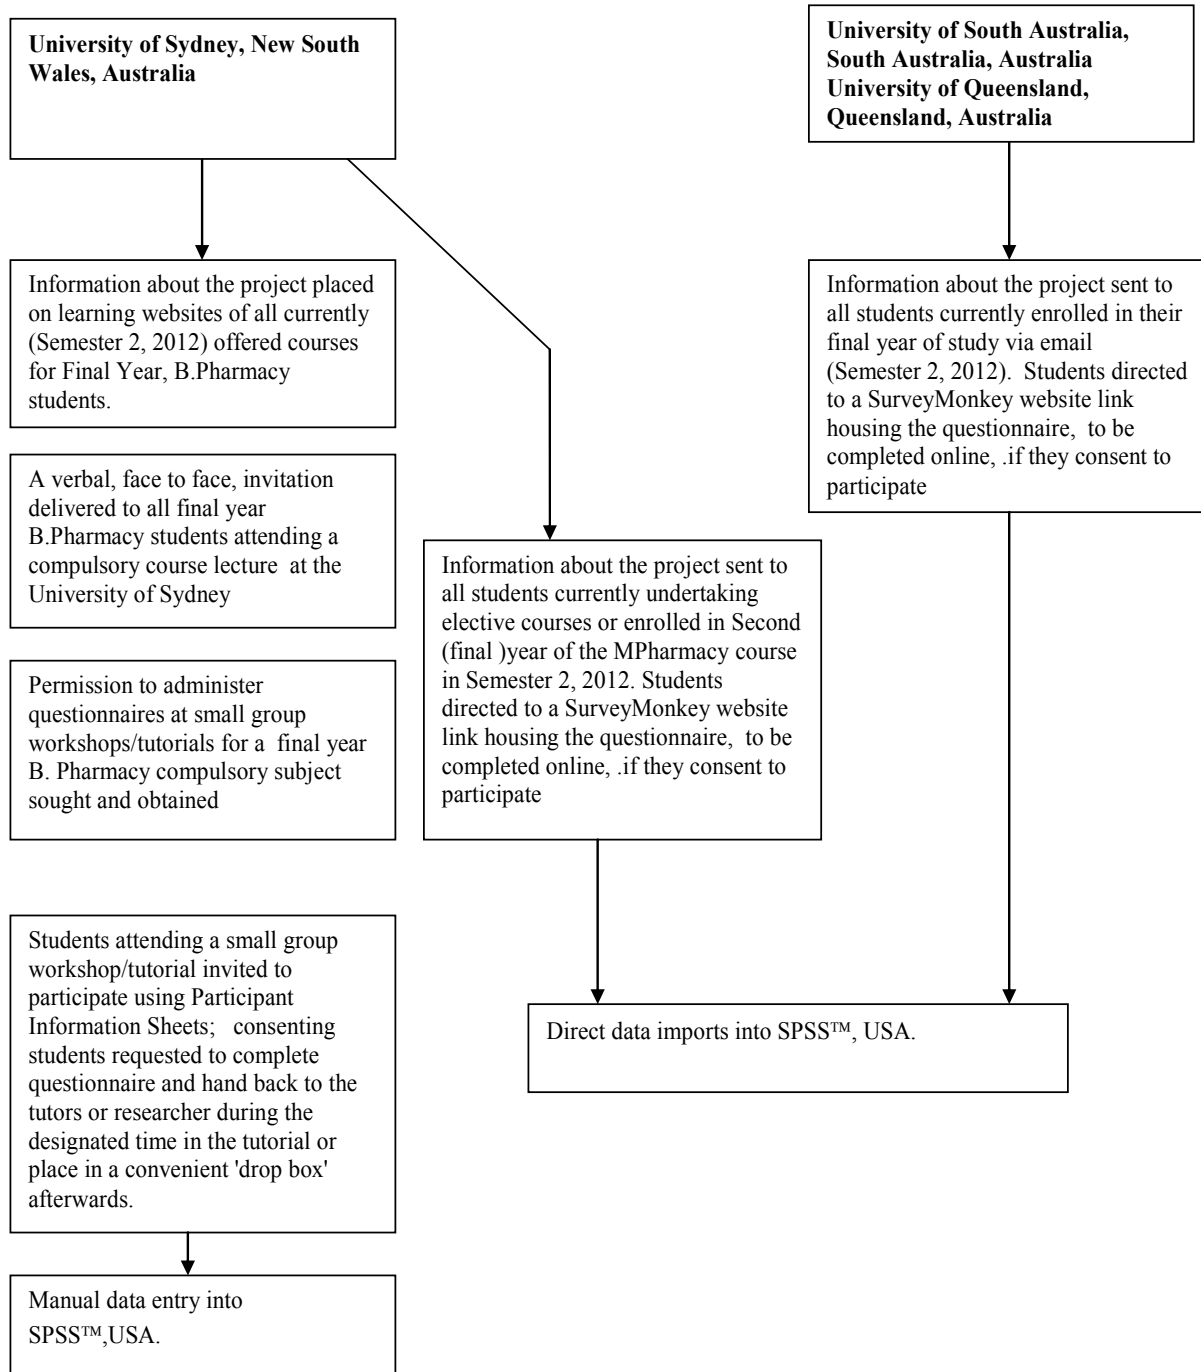 University of Sydney, New South
Wales, Australia
University of South Australia,
South Australia, Australia
University of Queensland,
Queensland, Australia
Information about the project placed
on learning websites of all currently
(Semester 2, 2012) offered courses
for Final Year, B.Pharmacy
students.
Information about the project sent to
all students currently enrolled in their
final year of study via email
(Semester 2, 2012).  Students directed
to a SurveyMonkey website link
housing the questionnaire,  to be
completed online, .if they consent to
participate
A verbal, face to face, invitation
delivered to all final year
B.Pharmacy students attending a
compulsory course lecture  at the
University of Sydney
Information about the project sent to
all students currently undertaking
elective courses or enrolled in Second
(final )year of the MPharmacy course
in Semester 2, 2012. Students
directed to a SurveyMonkey website
link housing the questionnaire,  to be
completed online, .if they consent to
participate
Permission to administer
questionnaires at small group
workshops/tutorials for a  final year
B. Pharmacy compulsory subject
sought and obtained
Students attending a small group
workshop/tutorial invited to
participate using Participant
Information Sheets;   consenting
students requested to complete
questionnaire and hand back to the
tutors or researcher during the
designated time in the tutorial or
place in a convenient 'drop box'
afterwards.
Direct data imports into SPSS™, USA.
Manual data entry into
SPSS™,USA.